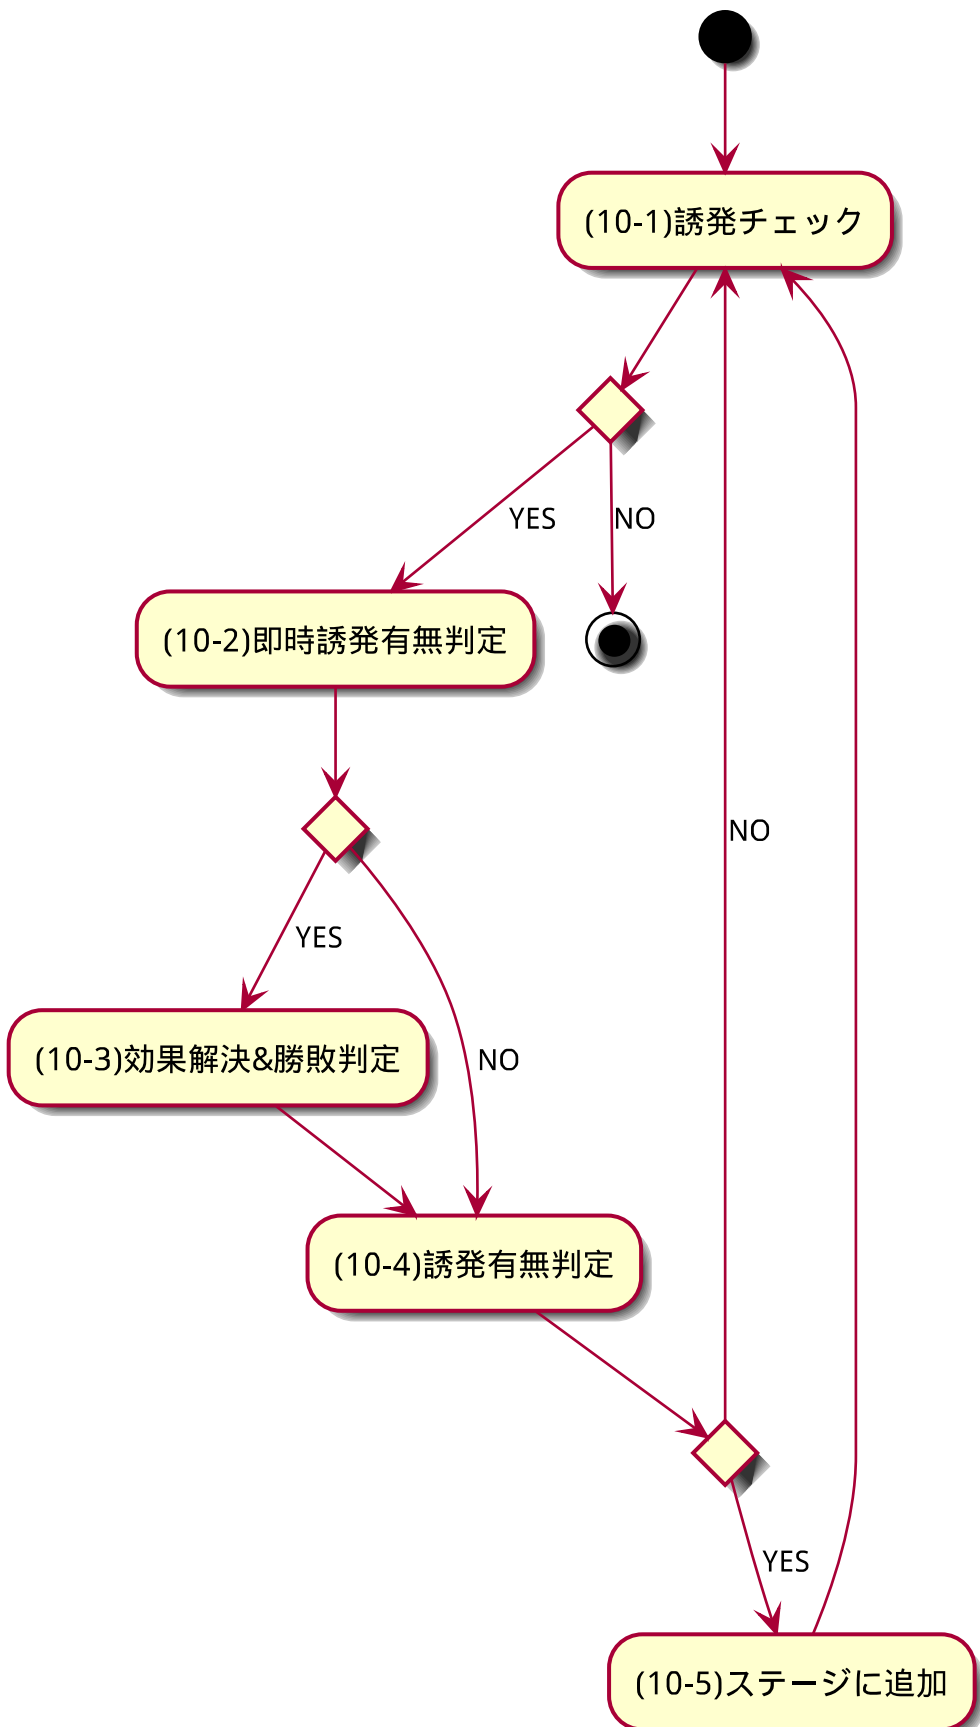 (10-1)誘発チェック
YES
NO
(10-2)即時誘発有無判定
NO
YES
(10-3)効果解決&勝敗判定
NO
(10-4)誘発有無判定
YES
(10-5)ステージに追加